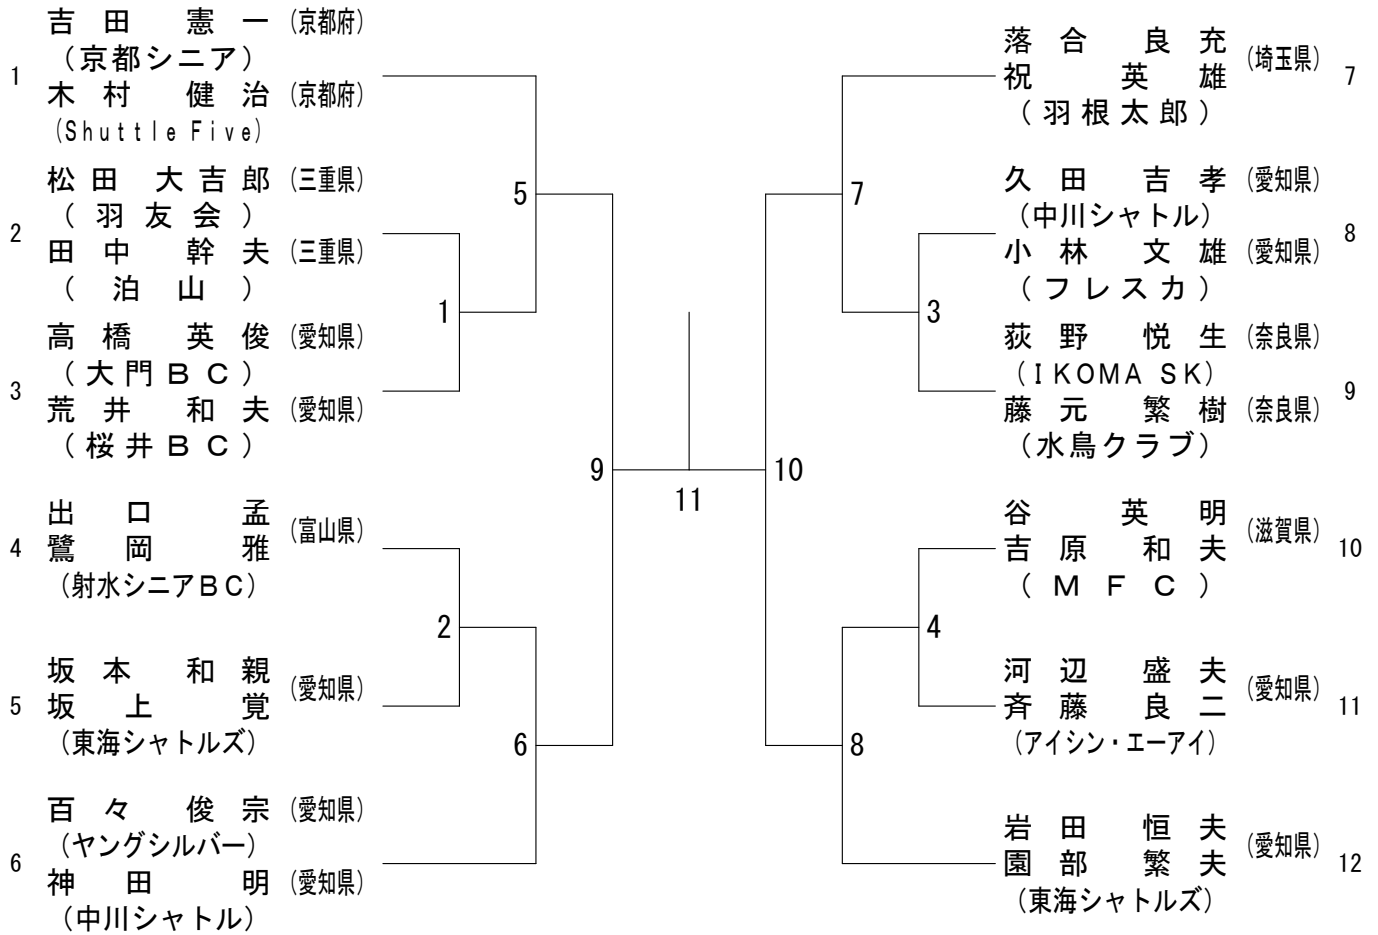 吉田 憲一 (京都府)
(京都シニア)
1
木村 健治 (京都府)
(Shuttle Five)
松田 大吉郎 (三重県)
(羽友会)
2
田中 幹夫 (三重県)
(泊山)
高橋 英俊 (愛知県)
(大門BC)
3
荒井 和夫 (愛知県)
(桜井BC)
出口 孟
(富山県)
4
鷺岡 雅
(射水シニアBC)
坂本 和親
(愛知県)
5
坂上 覚
(東海シャトルズ)
百々 俊宗 (愛知県)
(ヤングシルバー)
6
神田 明 (愛知県)
(中川シャトル)
5
1
9
2
6
11
7
3
10
4
8
落合 良充
(埼玉県)
7
祝 英雄
(羽根太郎)
久田 吉孝 (愛知県)
(中川シャトル)
8
小林 文雄 (愛知県)
(フレスカ)
荻野 悦生 (奈良県)
(IKOMA SK)
9
藤元 繁樹 (奈良県)
(水鳥クラブ)
谷 英明
(滋賀県)
10
吉原 和夫
(MFC)
河辺 盛夫
(愛知県)
11
斉藤 良二
(アイシン・エーアイ)
岩田 恒夫
(愛知県)
12
園部 繁夫
(東海シャトルズ)